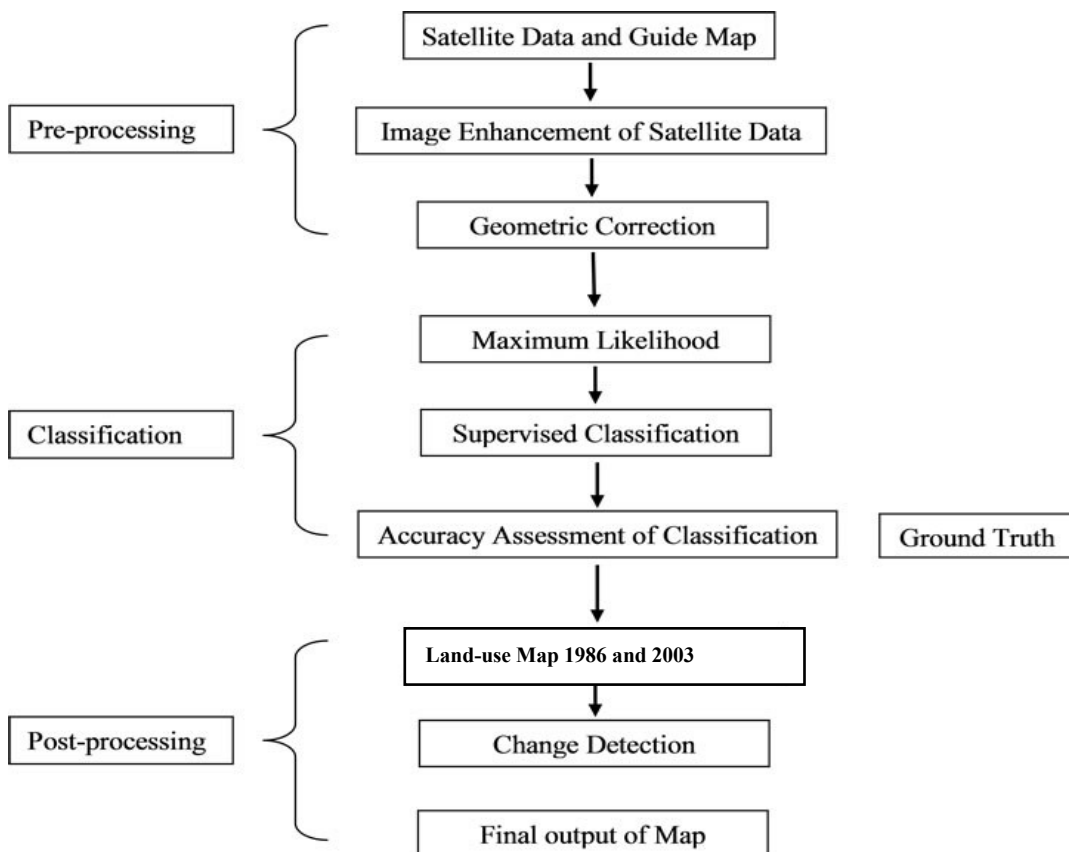 Satellite Data and Guide Map
Pre-processing
Image Enhancement of Satellite Data
Geometric Correction
Maximum Likelihood
Classification
Supervised Classification
Accuracy Assessment of Classification
Ground Truth
Land-use Map 1986 and 2003
Post-processing
Change Detection
Final output of Map